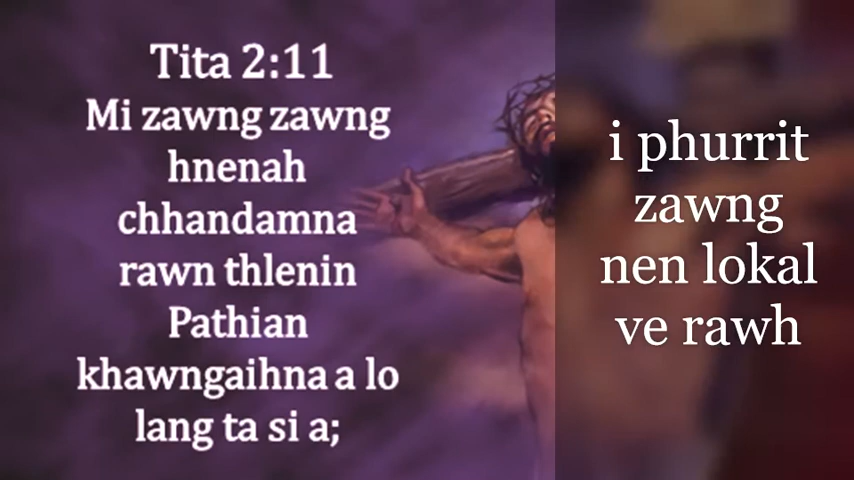 Tita 2:11
Mi zawng zawng
hnenah
chhandamna
rawn thlenin
Pathian
khawngaihna a lo
lang ta si a;
i phurrit
zawng
nen lokal
ve rawh